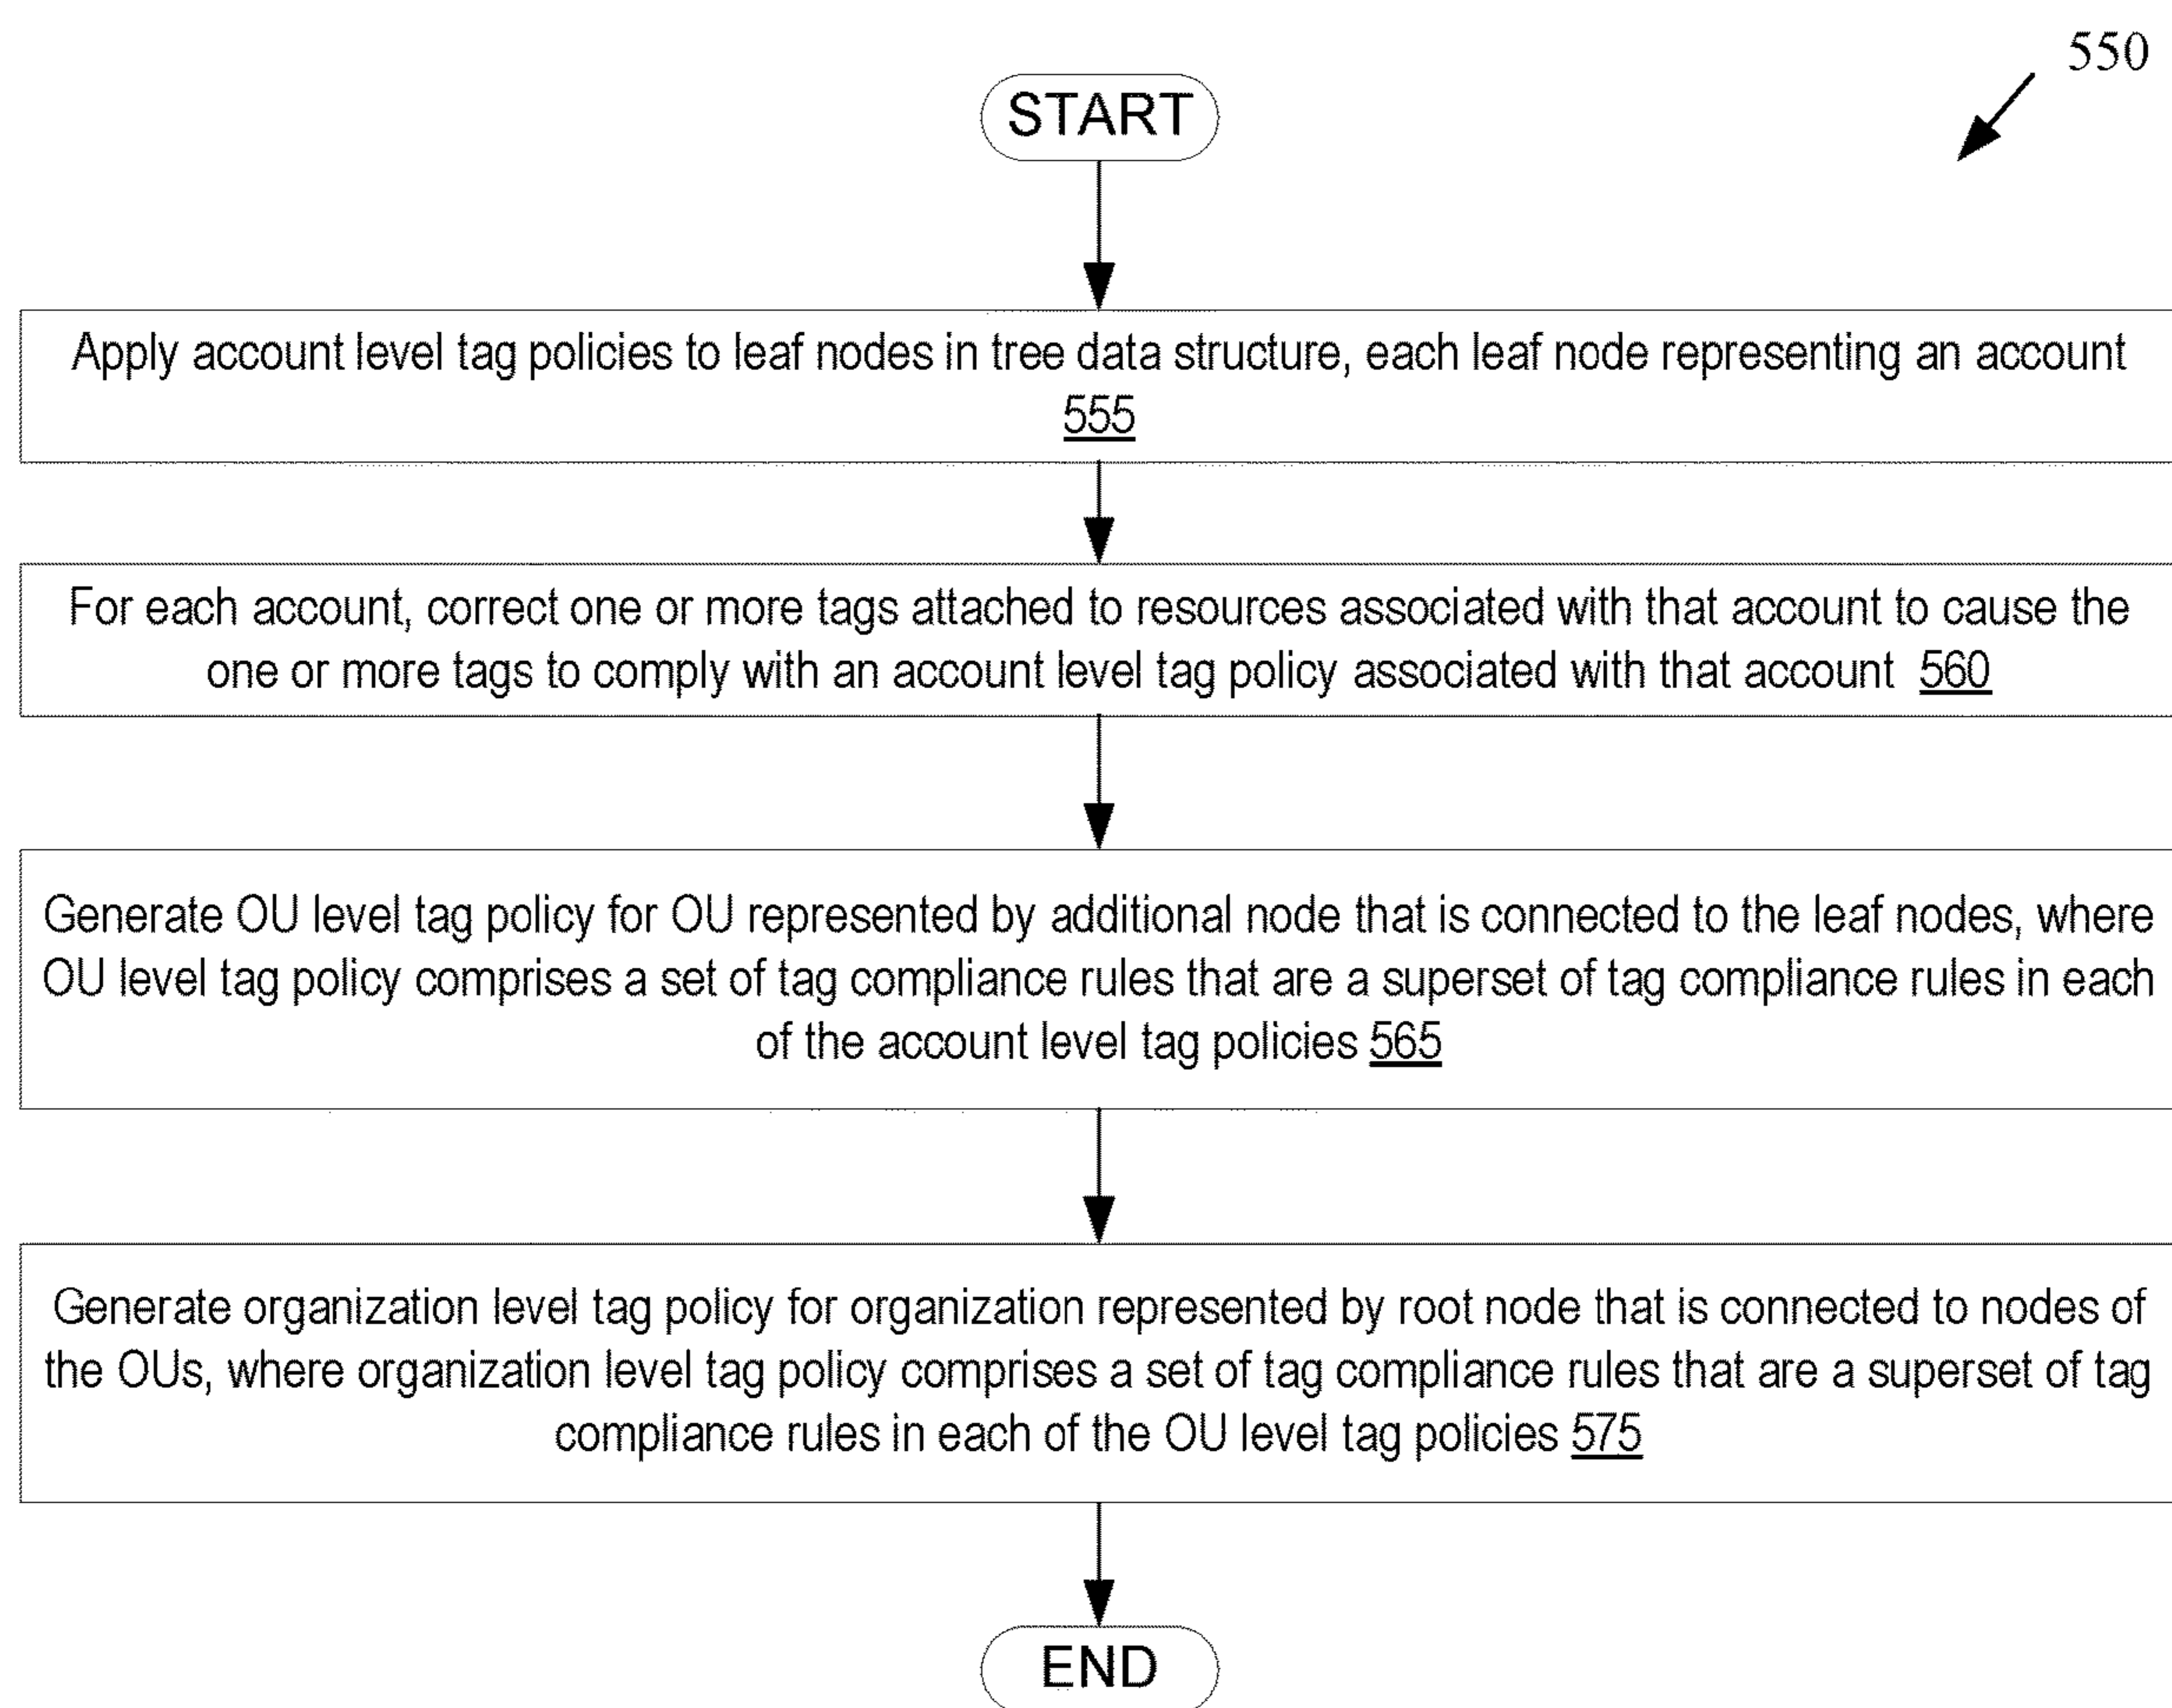 550
START
Apply account level tag policies to leaf nodes in tree data structure, each leaf node representing an account
555
For each account, correct one or more tags attached to resources associated with that account to cause the
one or more tags to comply with an account level tag policy associated with that account 560
Generate OU level tag policy for OU represented by additional node that is connected to the leaf nodes, where
OU level tag policy comprises a set of tag compliance rules that are a superset of tag compliance rules in each
of the account level tag policies 565
Generate organization level tag policy for organization represented by root node that is connected to nodes of
the OUs, where organization level tag policy comprises a set of tag compliance rules that are a superset of tag
compliance rules in each of the OU level tag policies 575
END